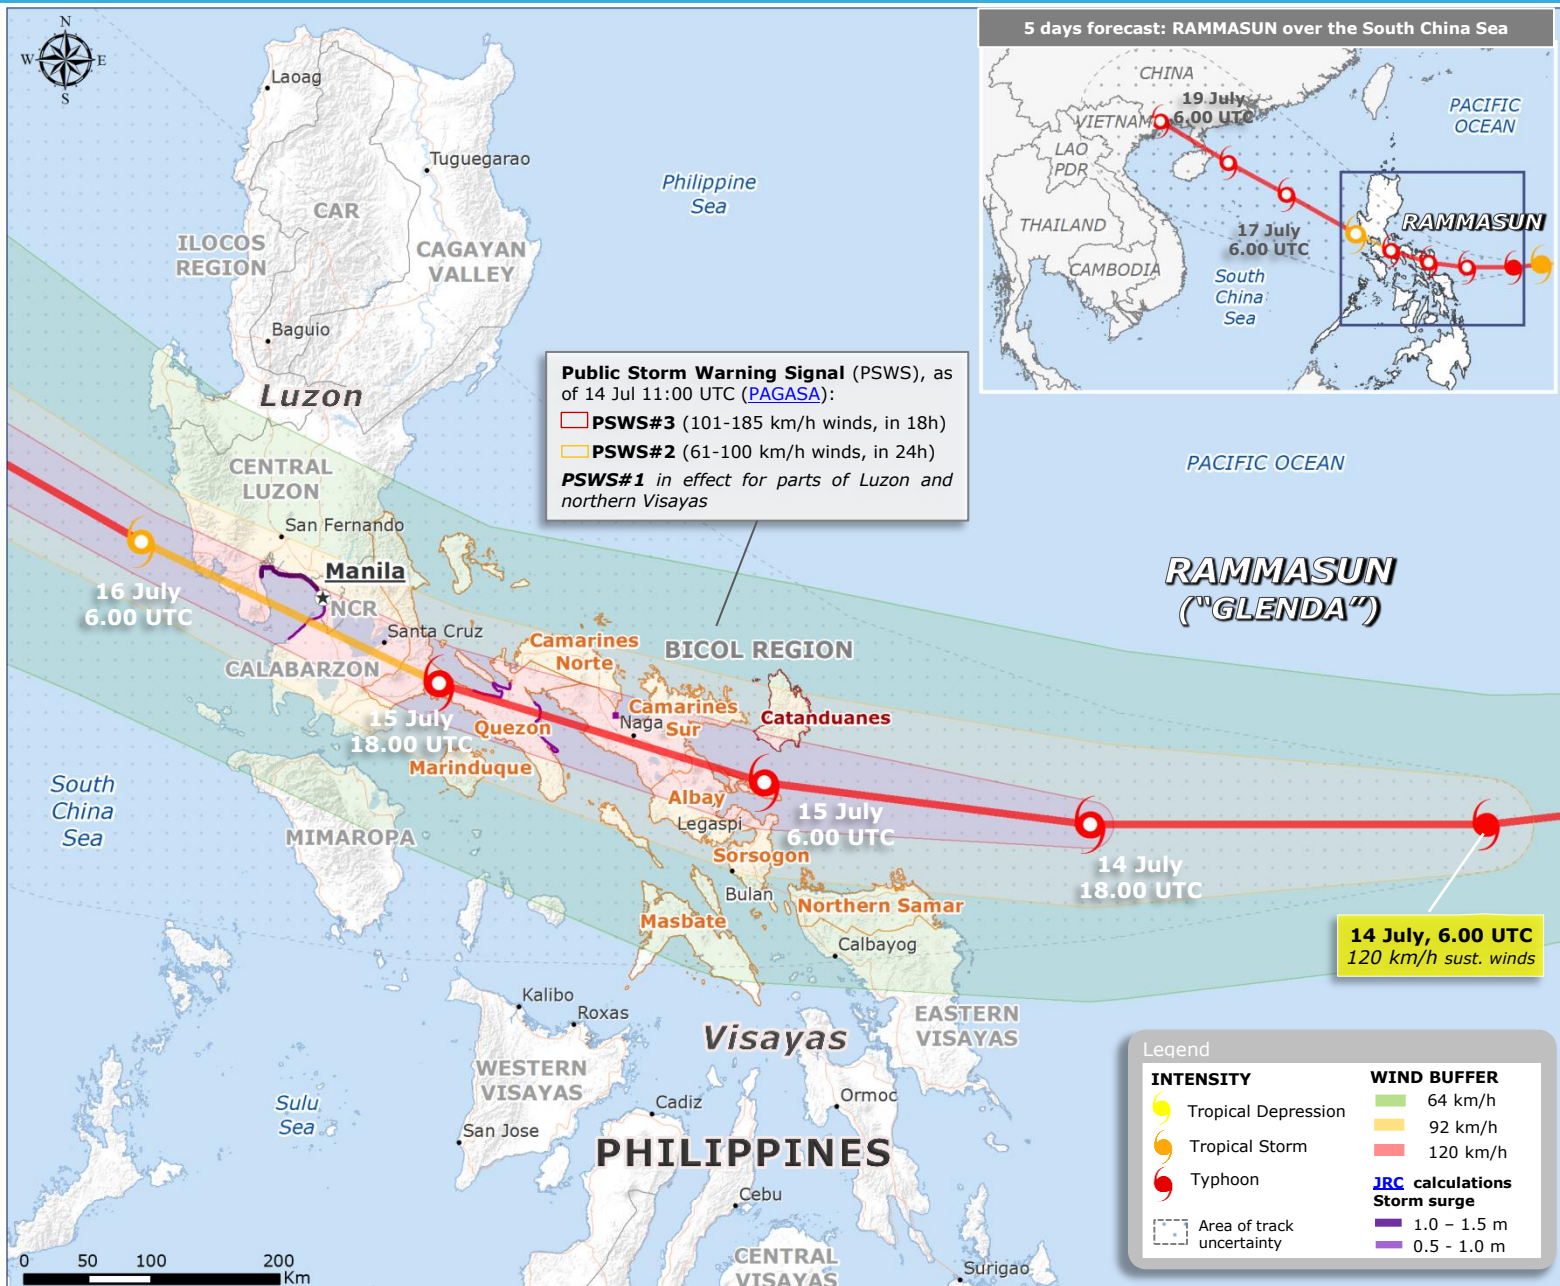 N
W
E
S
5 days forecast: RAMMASUN over the South China Sea
CHINA
19 July
6.00 UTC
VIETNAM
LAO
PDR
THAILAND
CAMBODIA
17 July
6.00 UTC
South
China
Sea
PACIFIC
OCEAN
RAMMASUN
Laoag
Tuguegarao
CAR
ILOCOS
REGION
CAGAYAN
VALLEY
Philippine
Sea
Baguio
Luzon
Public Storm Warning Signal (PSWS), as
of 14 Jul 11:00 UTC (PAGASA):
PSWS#3 (101-185 km/h winds, in 18h)
PSWS#2 (61-100 km/h winds, in 24h)
PSWS#1 in effect for parts of Luzon and
northern Visayas
PACIFIC OCEAN
CENTRAL
LUZON
San Fernando
Manila
NCR
16 July
6.00 UTC
Santa Cruz
CALABARZON
RAMMASUN
("GLENDA")
Camarines
Norte
BICOL REGION
Camarines
Sur
Catanduanes
Naga
15 July
18.00 UTC
Quezon
Marinduque
South
China
Sea
MIMAROPA
Albay
Legaspi
15 July
6.00 UTC
Sorsogon
Bulan
14 July
18.00 UTC
Masbate
Northern Samar
Calbayog
14 July, 6.00 UTC
120 km/h sust. winds
Kalibo
Roxas
Visayas
EASTERN
VISAYAS
WESTERN
VISAYAS
Sulu
Sea
Cadiz
Ormoc
San Jose
PHILIPPINES
Cebu
CENTRAL
VISAYAS
Surigao
0
50
100
200
Km
Legend
INTENSITY
Tropical Depression
Tropical Storm
Typhoon
Area of track
uncertainty
WIND BUFFER
64 km/h
92 km/h
120 km/h
JRC calculations
Storm surge
1.0 – 1.5 m
0.5 - 1.0 m